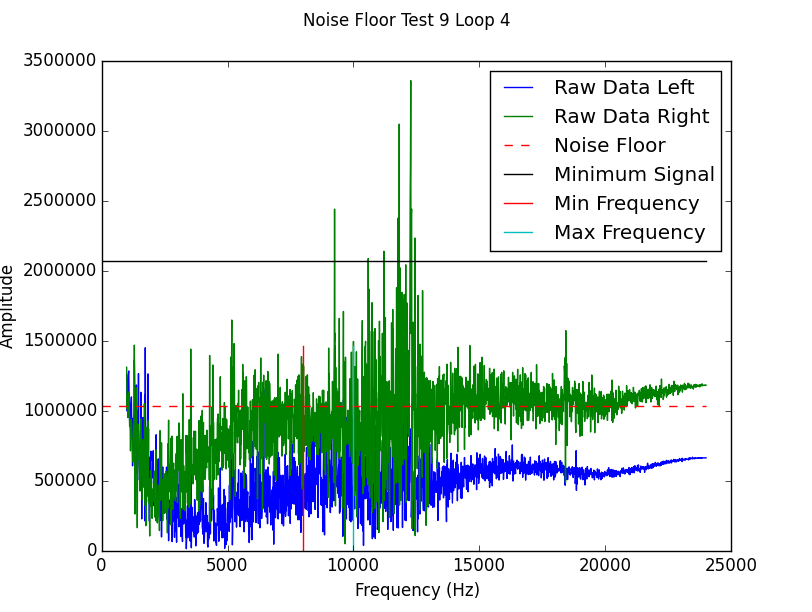 Noise Floor Test 9 Loop 4
3500000
3000000
2500000
2000000
1500000
1000000
500000
0
Amplitude
Raw Data Left
Raw Data Right
Noise Floor
Minimum Signal
Min Frequency
Max Frequency
0 5000 10000 15000 20000 25000
Frequency (Hz)